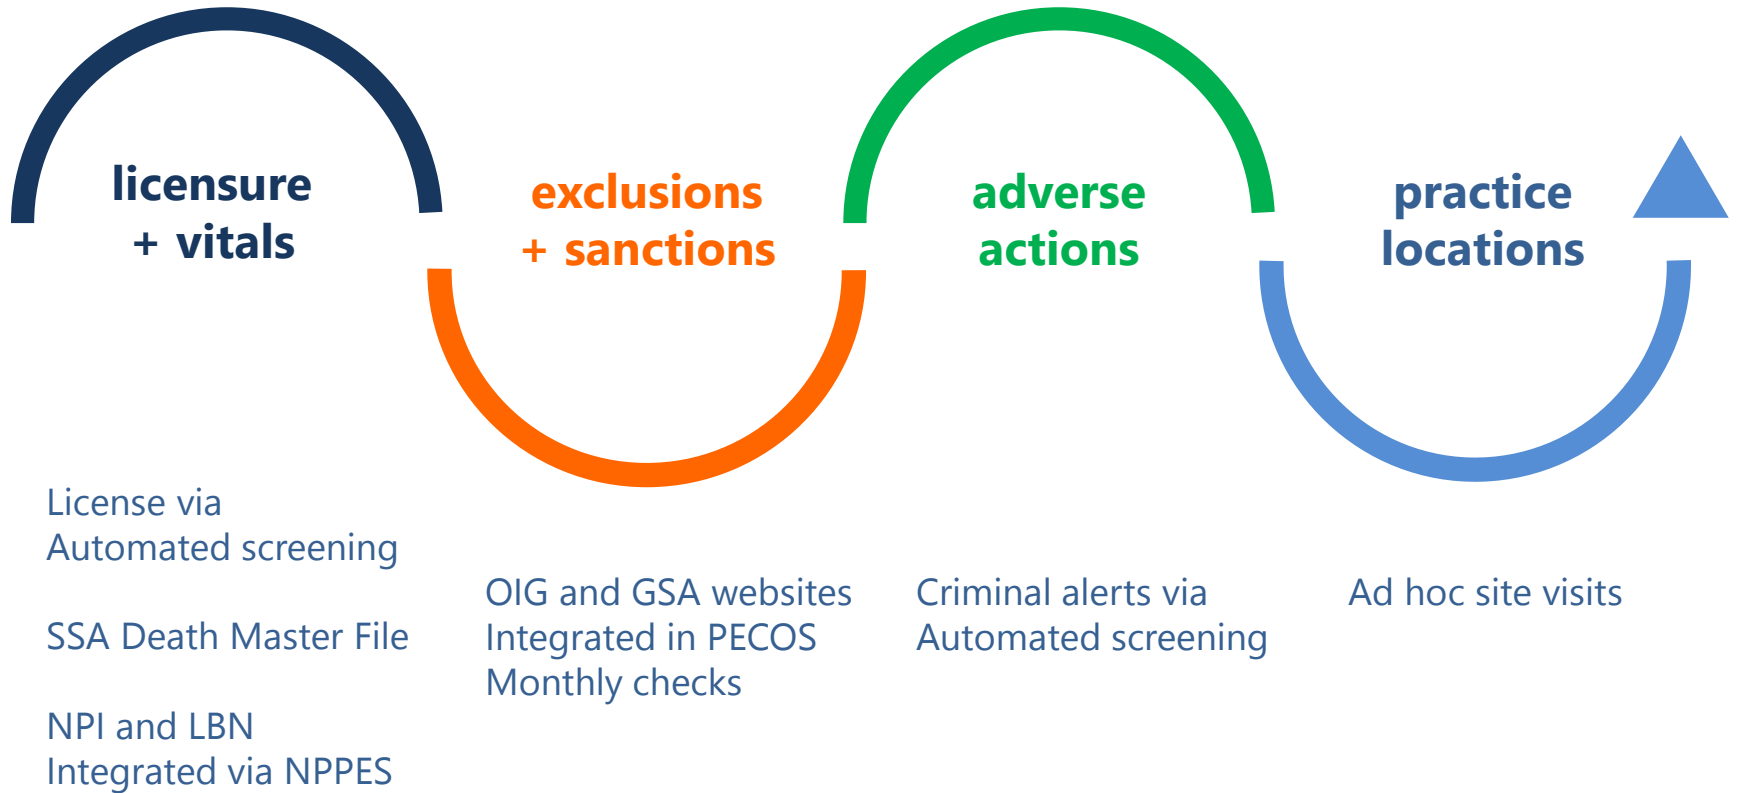 licensure
+ vitals
exclusions
+ sanctions
adverse
actions
practice
locations
License via
Automated screening
SSA Death Master File
NPI and LBN
Integrated via NPPES
OIG and GSA websites
Integrated in PECOS
Monthly checks
Criminal alerts via
Automated screening
Ad hoc site visits